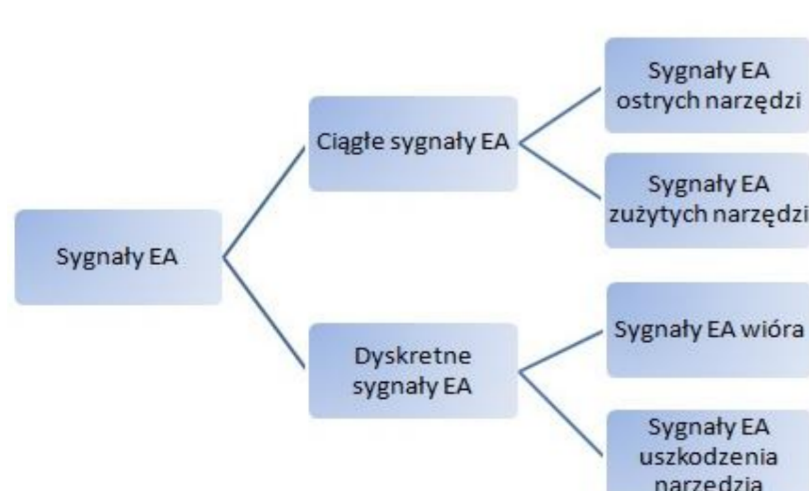 Sygnały EA
Ciągłe sygnały EA
Dyskretne
sygnały EA
Sygnały EA
ostrych narzędzi
Sygnały EA
zużytych narzędzi
Sygnały EA wióra
Sygnały EA
uszkodzenia
narzędzia